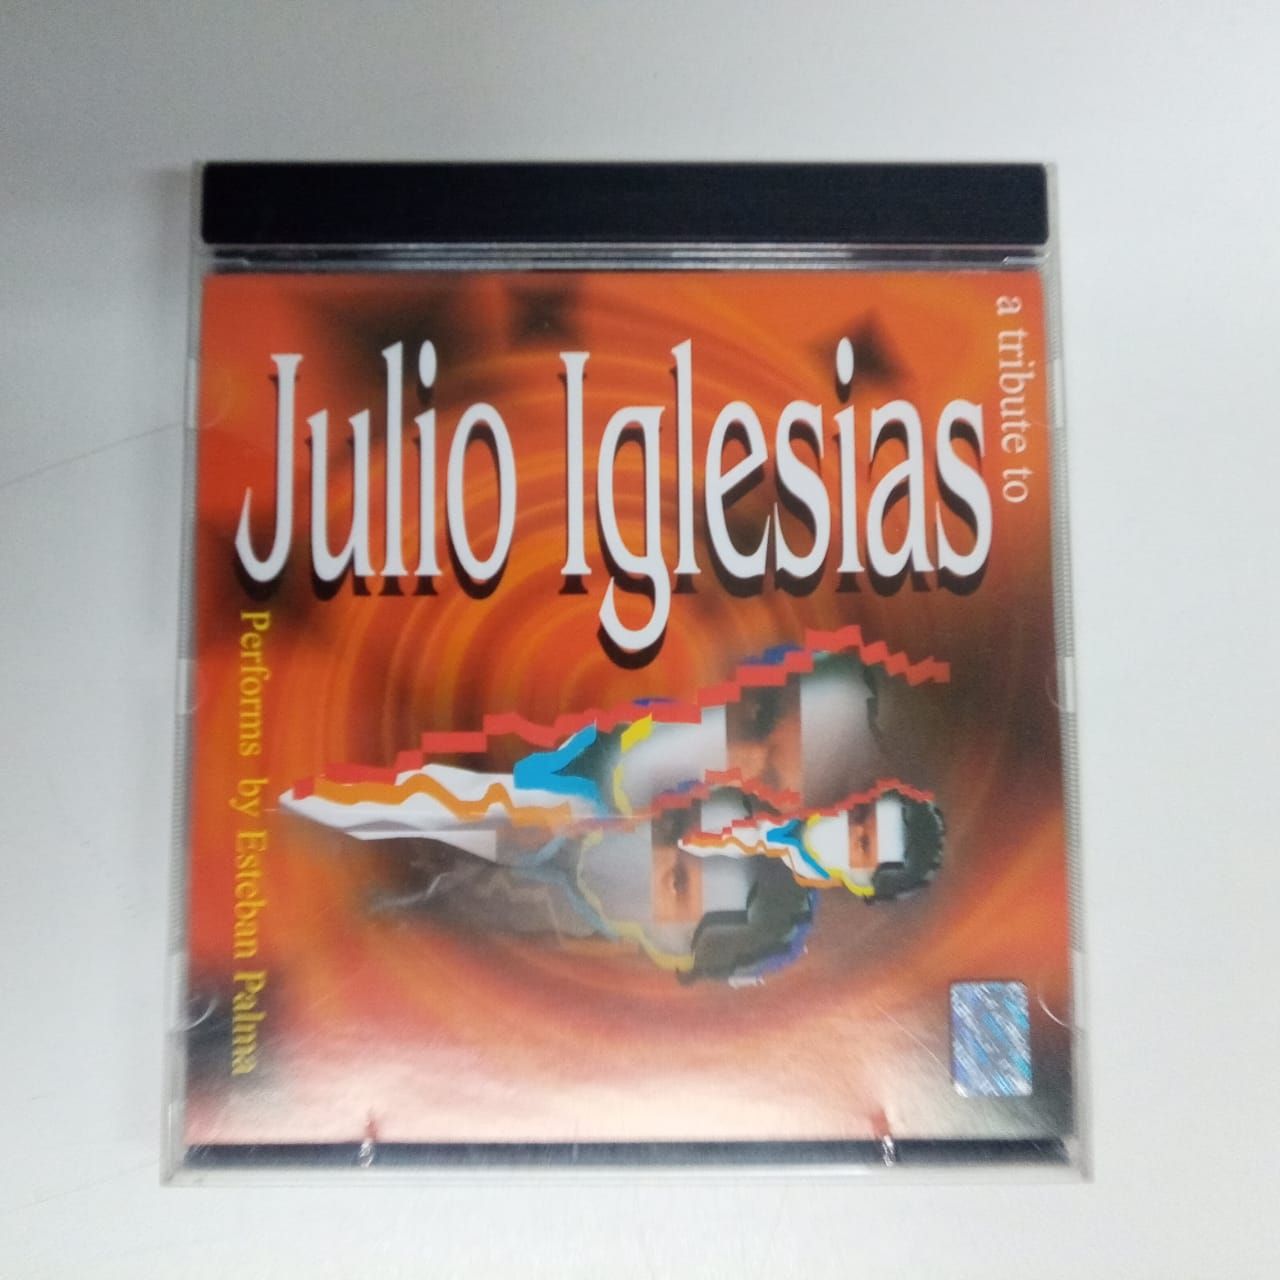 a tribute to
Julio Iglesias
Performs by Esteban Palma